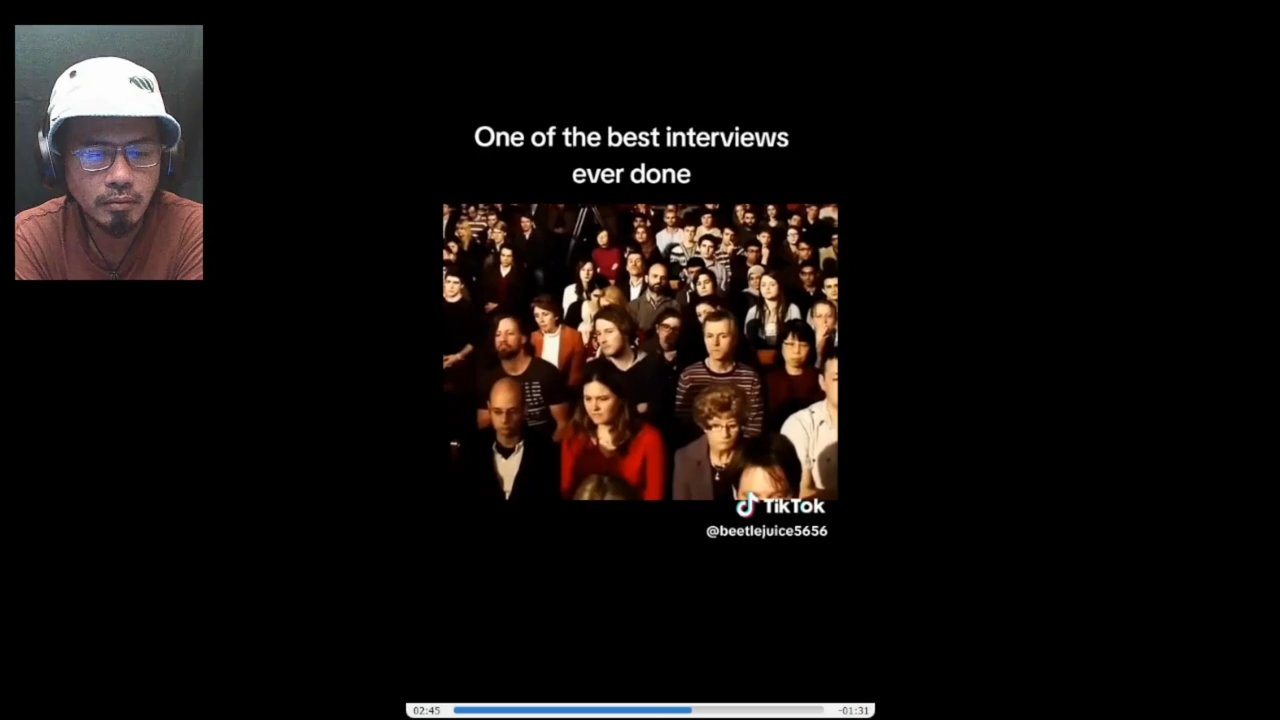 One of the best interviews
ever done
TikTok
@beetlejuice5656
02:45
-01:31